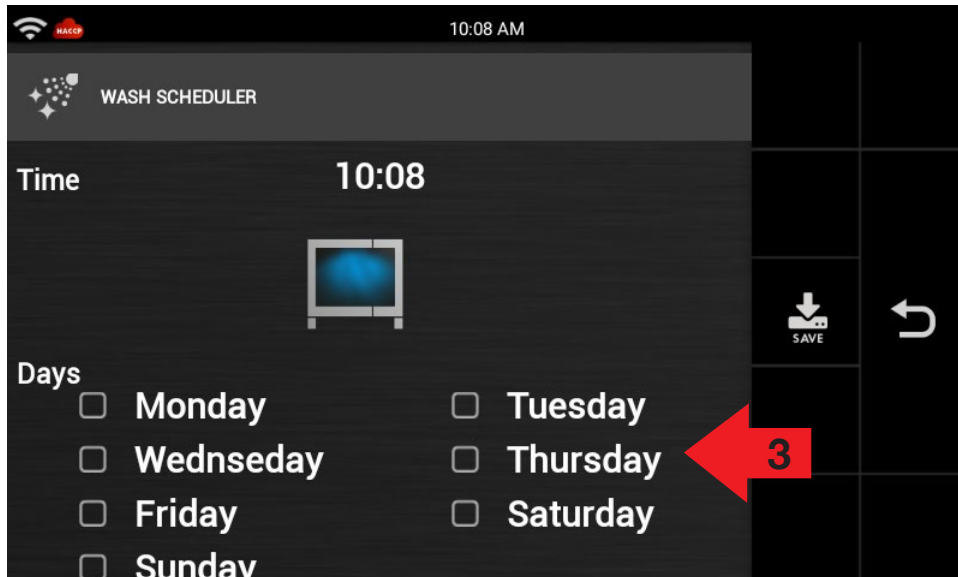 HACCP 10:08 AM
WASH SCHEDULER
Time 10:08
SAVE
Days
Monday Tuesday
Wednseday Thursday
3
Friday Saturday
Sunday